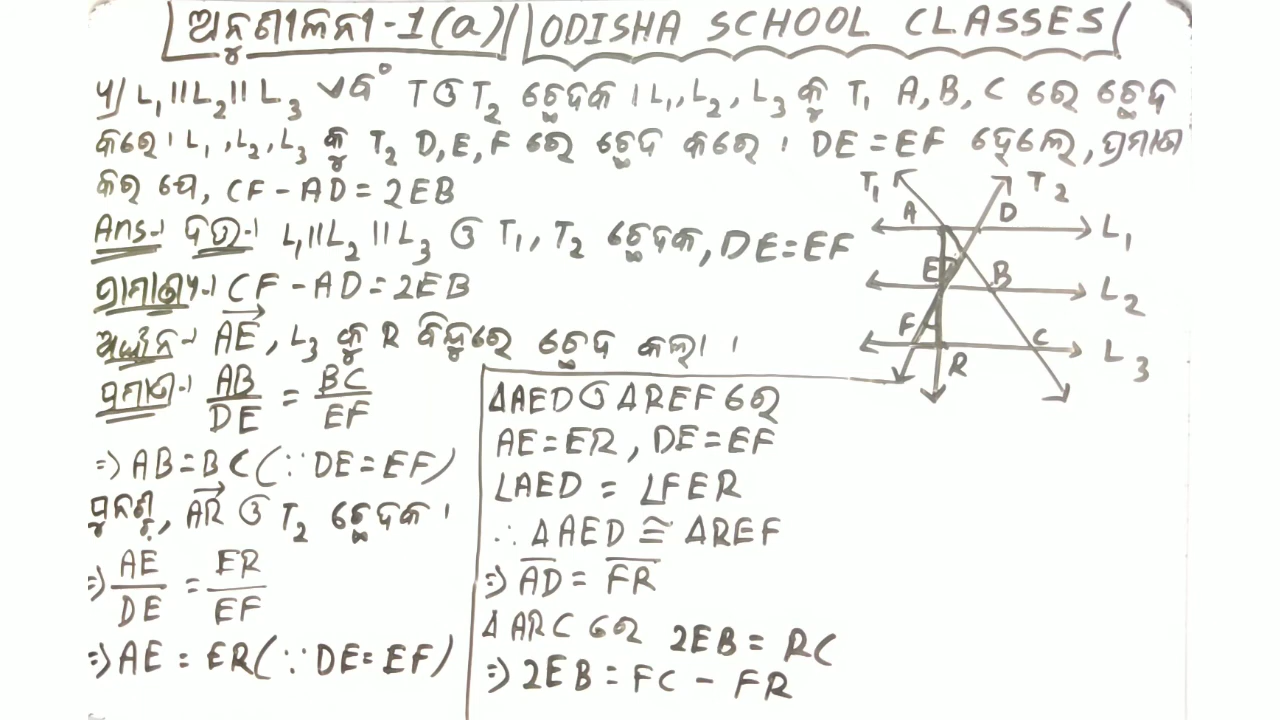 ଅନୁଶୀଳନୀ-1(a) ODISHA SCHOOL CLASSES
୪/ L₁॥L₂॥L₃ ଏବଂ T ଓ T₂ ଛେଦକ । L₁, L₂, L₃ କୁ T₁ A, B, C ରେ ଛେଦ
କରେ । L₁, L₂, L₃ କୁ T₂ D, E, F ରେ ଛେଦ କରେ । DE = EF ହେଲେ, ପ୍ରମାଣ
କର ଯେ, CF - AD = 2EB
Ans:- ଦତ୍ତ:- L₁॥L₂॥L₃ ଓ T₁, T₂ ଛେଦକ, DE = EF
ପ୍ରାମାଣ୍ୟ:- CF - AD = 2EB
ଅଙ୍କନ:- AE→, L₃ କୁ R ବିନ୍ଦୁରେ ଛେଦ କଲା ।
ପ୍ରମାଣ:- AB/DE = BC/EF
⇒ AB = BC (∵ DE = EF)
ପୁନଶ୍ଚ, AR→ ଓ T₂ ଛେଦକ ।
⇒ AE/DE = ER/EF
⇒ AE = ER (∵ DE = EF)
ΔAED ଓ ΔREF ରେ
AE = ER, DE = EF
∠AED = ∠FER
∴ ΔAED ≅ ΔREF
⇒ A̅D̅ = F̅R̅
ΔARC ରେ 2EB = RC
⇒ 2EB = FC - FR
T₁ T₂
A D L₁
E B L₂
F C L₃
R